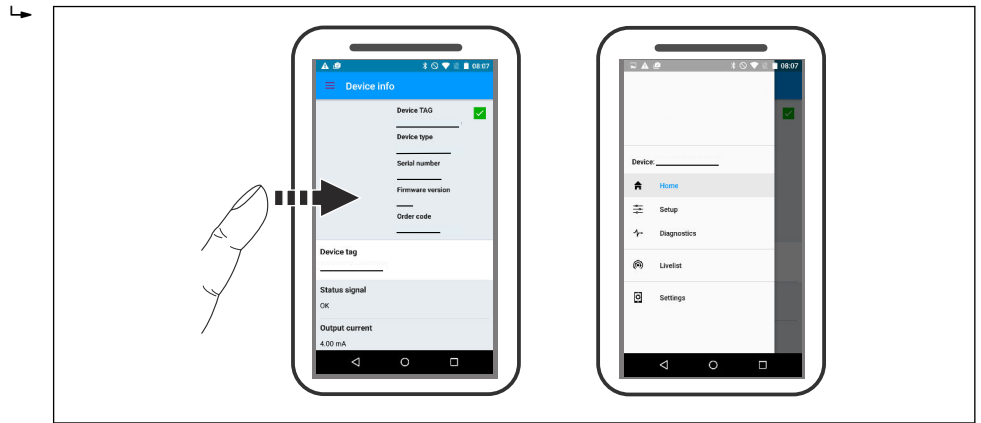 08:07
Device info
Device TAG
Device type
Serial number
Firmware version
Order code
Device tag
Status signal
OK
Output current
4.00 mA
08:07
Device:
Home
Setup
Diagnostics
Livelist
Settings